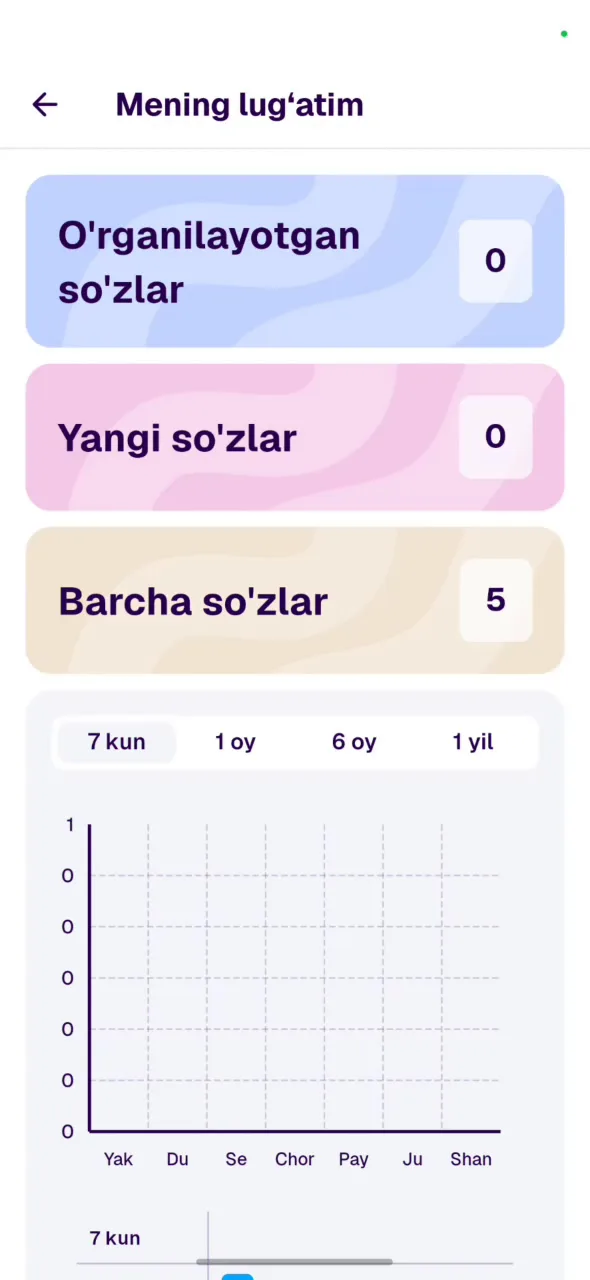 Mening lug‘atim
O'rganilayotgan
so'zlar
0
Yangi so'zlar
0
Barcha so'zlar
5
7 kun
1 oy
6 oy
1 yil
1
0
0
0
0
0
0
Yak Du Se Chor Pay Ju Shan
7 kun